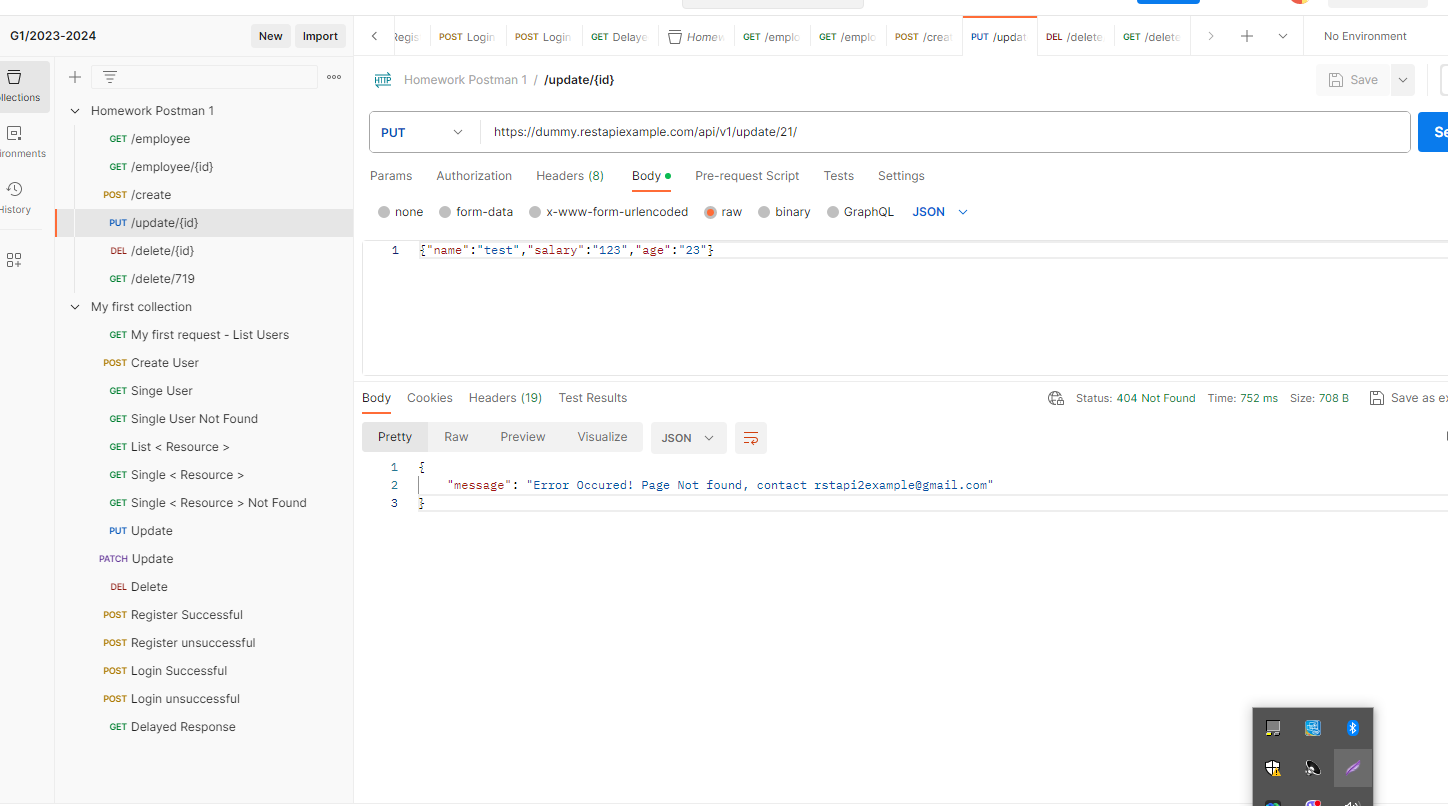 G1/2023-2024
New
Import
Regis
POST Login
POST Login
GET Delaye
Homew
GET /emplo
GET /emplo
POST /crea
PUT /updat
DEL /delete
GET /delete
No Environment
llections
ironments
History
Homework Postman 1
GET /employee
GET /employee/{id}
POST /create
PUT /update/{id}
DEL /delete/{id}
GET /delete/719
My first collection
GET My first request - List Users
POST Create User
GET Singe User
GET Single User Not Found
GET List < Resource >
GET Single < Resource >
GET Single < Resource > Not Found
PUT Update
PATCH Update
DEL Delete
POST Register Successful
POST Register unsuccessful
POST Login Successful
POST Login unsuccessful
GET Delayed Response
HTTP Homework Postman 1 / /update/{id}
Save
PUT
https://dummy.restapiexample.com/api/v1/update/21/
Se
Params
Authorization
Headers (8)
Body
Pre-request Script
Tests
Settings
none
form-data
x-www-form-urlencoded
raw
binary
GraphQL
JSON
1 {"name":"test","salary":"123","age":"23"}
Body
Cookies
Headers (19)
Test Results
Status: 404 Not Found
Time: 752 ms
Size: 708 B
Save as ex
Pretty
Raw
Preview
Visualize
JSON
1 {
2 "message": "Error Occured! Page Not found, contact rstapi2example@gmail.com"
3 }